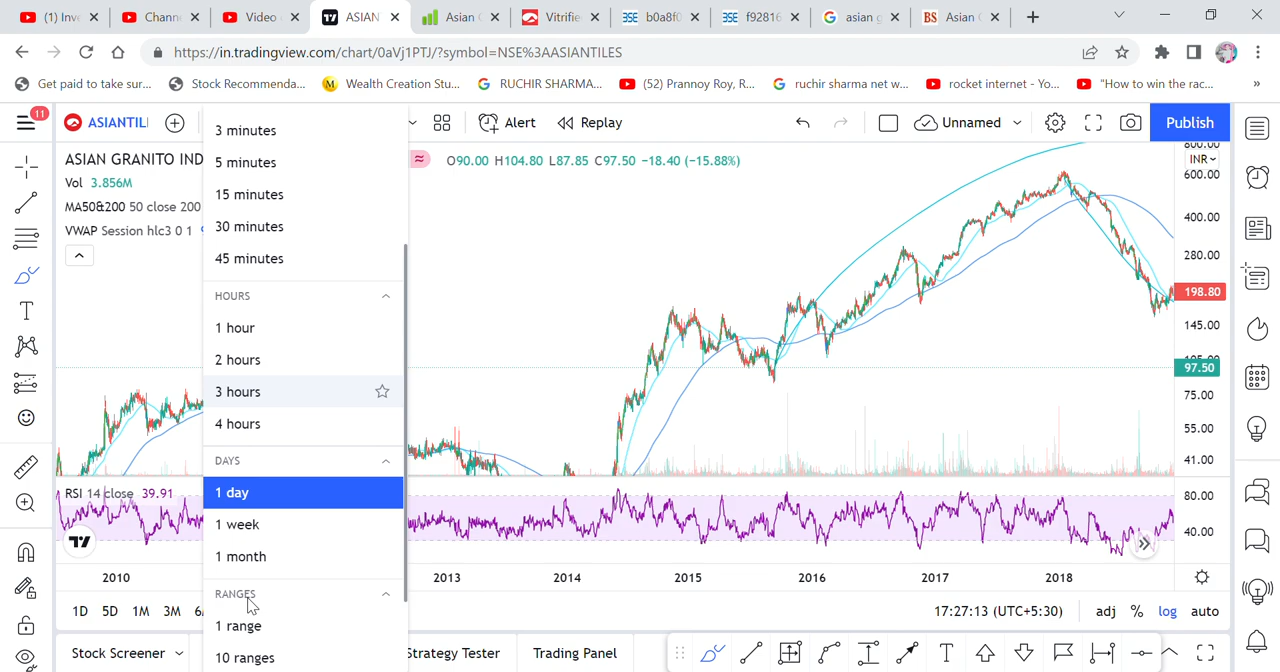 (1) Inve
Chann
Video -
ASIAN
Asian
Vitrifie
b0a8f0
f92816
asian g
Asian
https://in.tradingview.com/chart/0aVj1PTJ/?symbol=NSE%3AASIANTILES
Get paid to take sur...
Stock Recommenda...
Wealth Creation Stu...
RUCHIR SHARMA...
(52) Prannoy Roy, R...
ruchir sharma net w...
rocket internet - Yo...
"How to win the rac...
»
11
ASIANTIL
Alert
Replay
Unnamed
Publish
ASIAN GRANITO IND
O90.00 H104.80 L87.85 C97.50 −18.40 (−15.88%)
Vol 3.856M
MA50&200 50 close 200
VWAP Session hlc3 0 1
3 minutes
5 minutes
15 minutes
30 minutes
45 minutes
HOURS
1 hour
2 hours
3 hours
4 hours
DAYS
1 day
1 week
1 month
RANGES
1 range
10 ranges
INR
800.00
600.00
400.00
280.00
198.80
145.00
105.00
97.50
75.00
55.00
41.00
RSI 14 close 39.91
80.00
40.00
2010
2013
2014
2015
2016
2017
2018
1D
5D
1M
3M
17:27:13 (UTC+5:30)
adj
%
log
auto
Stock Screener
Strategy Tester
Trading Panel